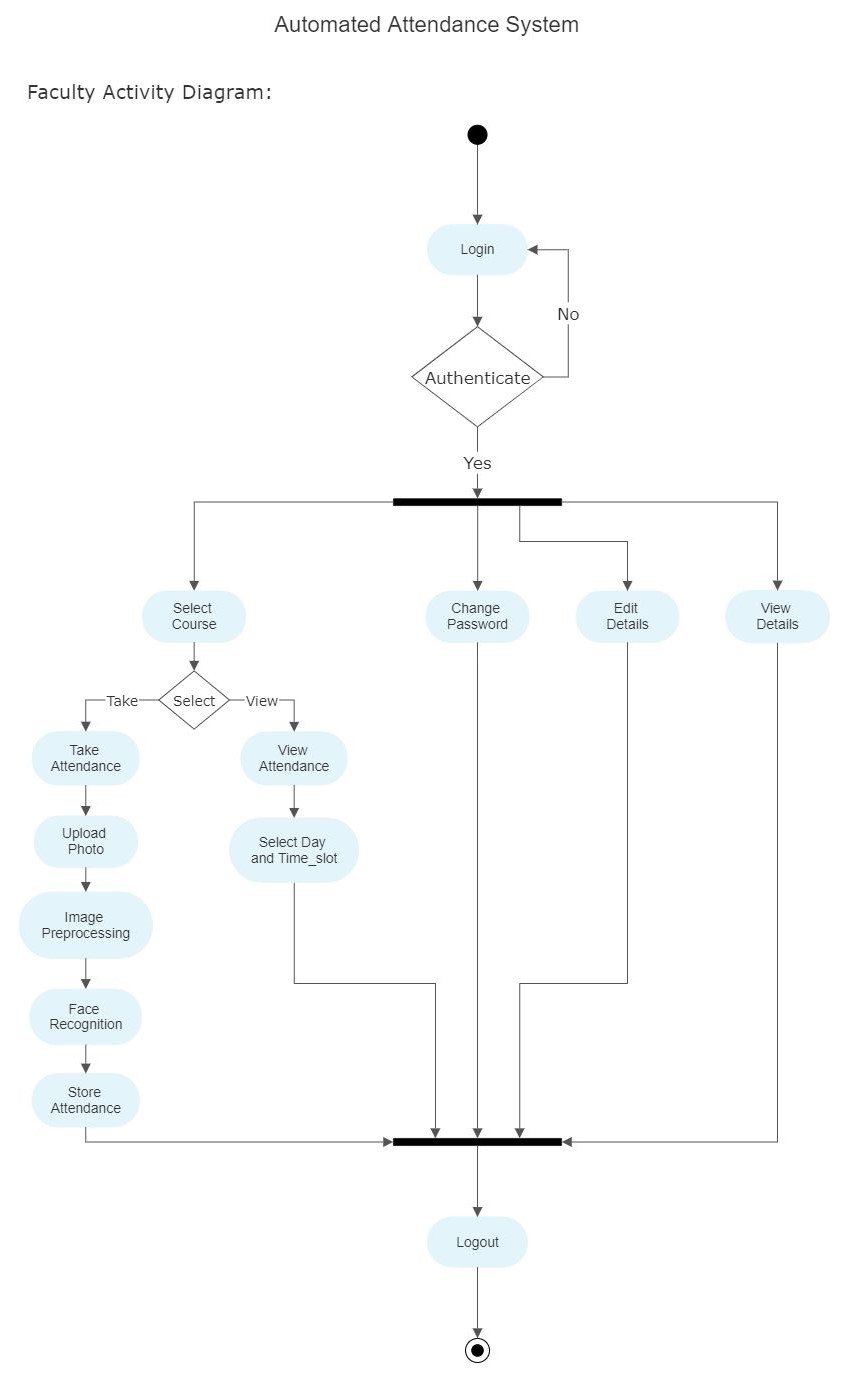 Automated Attendance System
Faculty Activity Diagram:
Login
No
Authenticate
Yes
Select
Course
Change
Password
Edit
Details
View
Details
Take
Select
View
Take
Attendance
View
Attendance
Upload
Photo
Select Day
and Time_slot
Image
Preprocessing
Face
Recognition
Store
Attendance
Logout